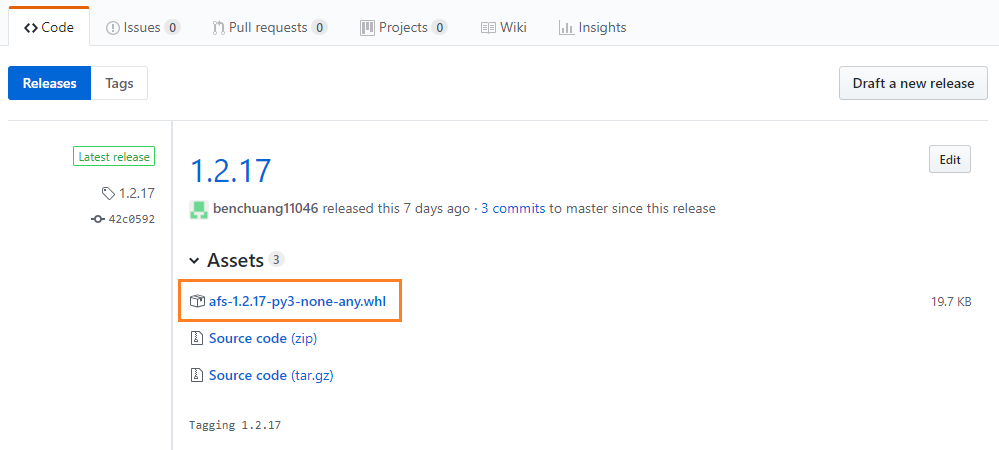 Code Issues 0 Pull requests 0 Projects 0 Wiki Insights
Releases Tags Draft a new release
Latest release
1.2.17
42c0592
1.2.17
Edit
benchuang11046 released this 7 days ago · 3 commits to master since this release
Assets 3
afs-1.2.17-py3-none-any.whl 19.7 KB
Source code (zip)
Source code (tar.gz)
Tagging 1.2.17